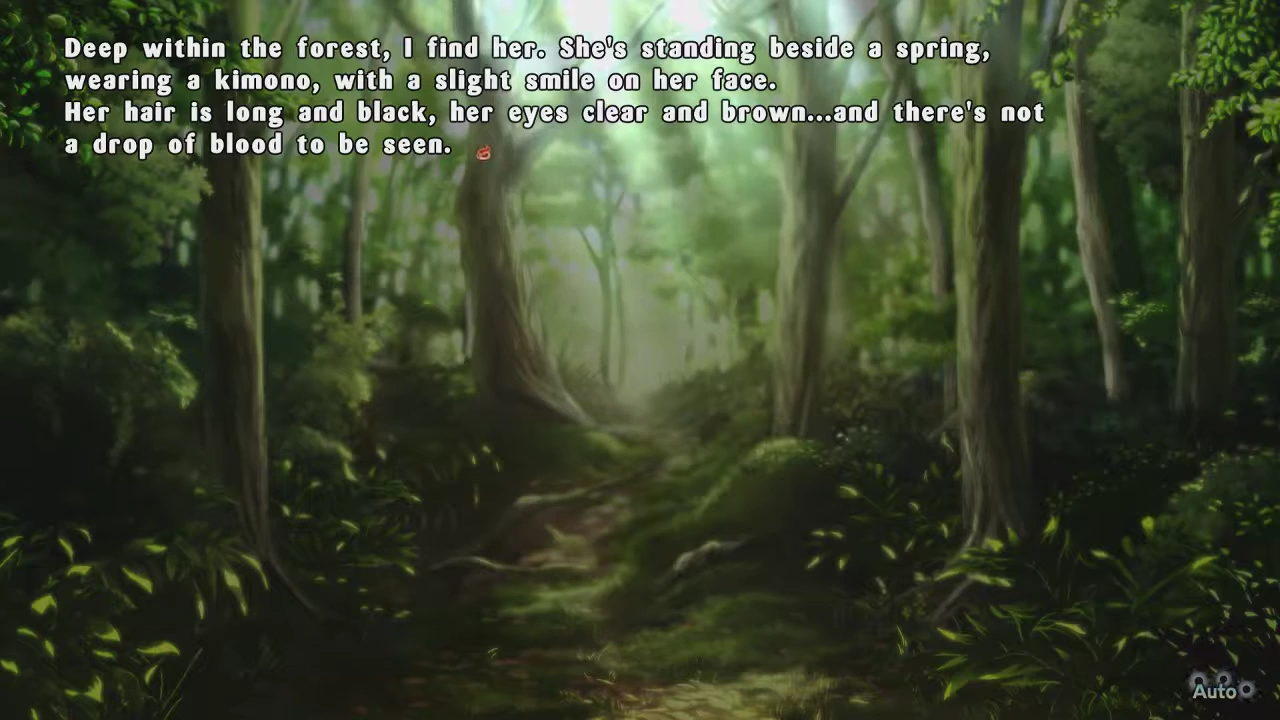 Deep within the forest, I find her. She's standing beside a spring,
wearing a kimono, with a slight smile on her face.
Her hair is long and black, her eyes clear and brown...and there's not
a drop of blood to be seen.
Auto